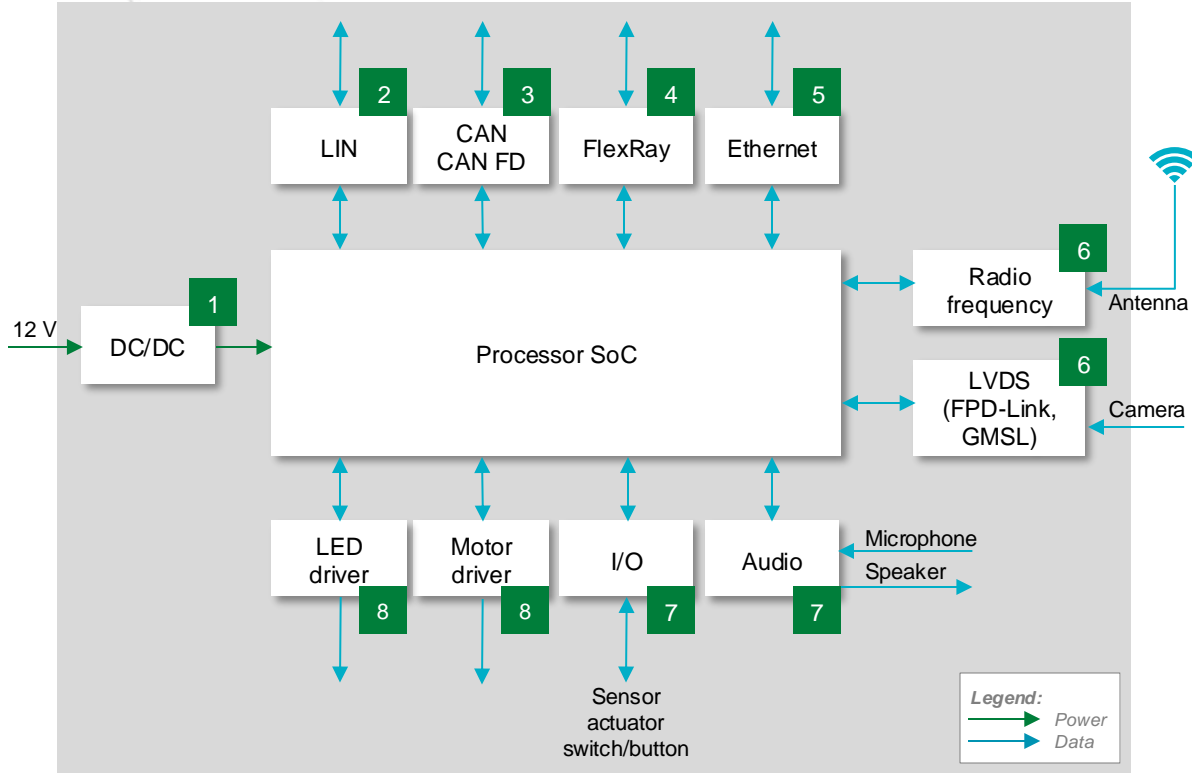 2
3
4
5
LIN
CAN
CAN FD
FlexRay
Ethernet
6
Radio
frequency
Antenna
1
12 V
DC/DC
Processor SoC
6
LVDS
(FPD-Link,
GMSL)
Camera
LED
driver
8
Motor
driver
8
I/O
7
Audio
7
Microphone
Speaker
Sensor
actuator
switch/button
Legend:
Power
Data